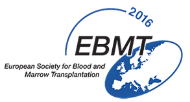 2016
EBMT
European Society for Blood and
Marrow Transplantation